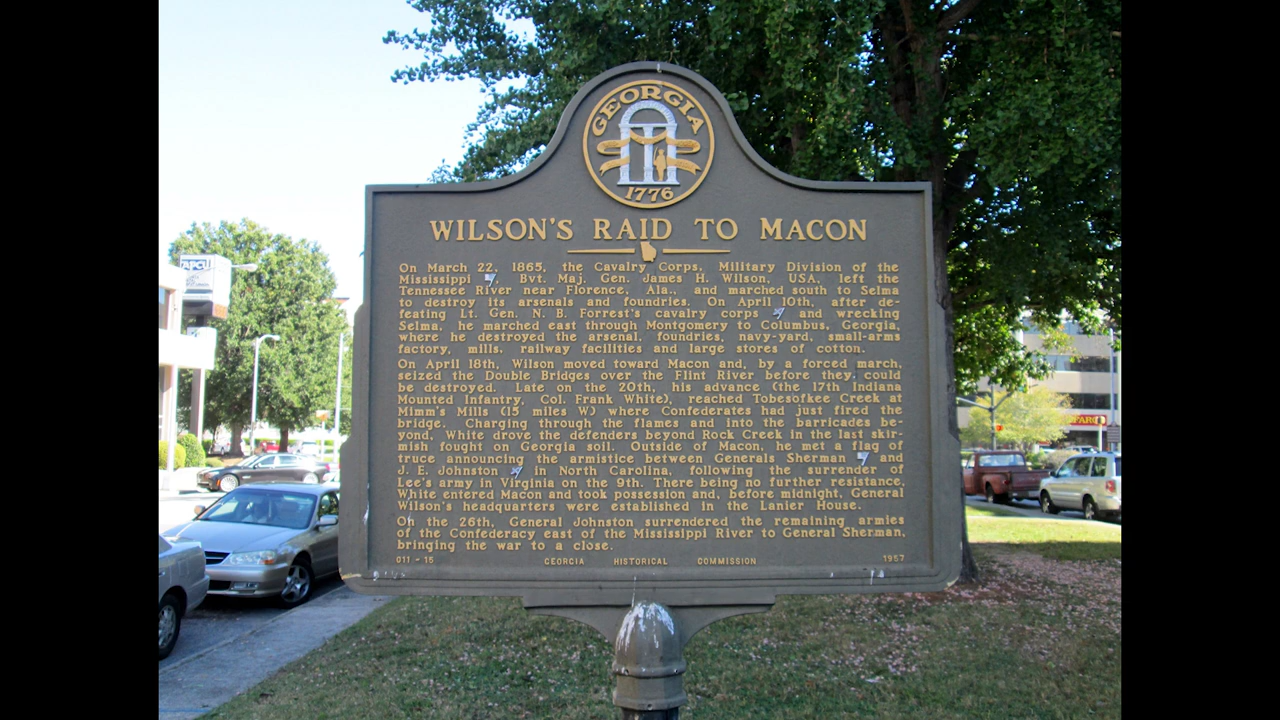 GEORGIA
1776
WILSON'S RAID TO MACON
On March 22, 1865, the Cavalry Corps, Military Division of the
Mississippi, Bvt. Maj. Gen. James H. Wilson, USA, left the
Tennessee River near Florence, Ala., and marched south to Selma
to destroy its arsenals and foundries. On April 10th, after de-
feating Lt. Gen. N. B. Forrest's cavalry corps and wrecking
Selma, he marched east through Montgomery to Columbus, Georgia,
where he destroyed the arsenal, foundries, navy-yard, small-arms
factory, mills, railway facilities and large stores of cotton.
On April 18th, Wilson moved toward Macon and, by a forced march,
seized the Double Bridges over the Flint River before they could
be destroyed. Late on the 20th, his advance (the 17th Indiana
Mounted Infantry, Col. Frank White), reached Tobesofkee Creek at
Mimm's Mills (15 miles W) where Confederates had just fired the
bridge. Charging through the flames and into the barricades be-
yond, White drove the defenders beyond Rock Creek in the last skir-
mish fought on Georgia soil. Outside of Macon, he met a flag of
truce announcing the armistice between Generals Sherman and
J. E. Johnston in North Carolina, following the surrender of
Lee's army in Virginia on the 9th. There being no further resistance,
White entered Macon and took possession and, before midnight, General
Wilson's headquarters were established in the Lanier House.
On the 26th, General Johnston surrendered the remaining armies
of the Confederacy east of the Mississippi River to General Sherman,
bringing the war to a close.
011 - 15 GEORGIA HISTORICAL COMMISSION 1957